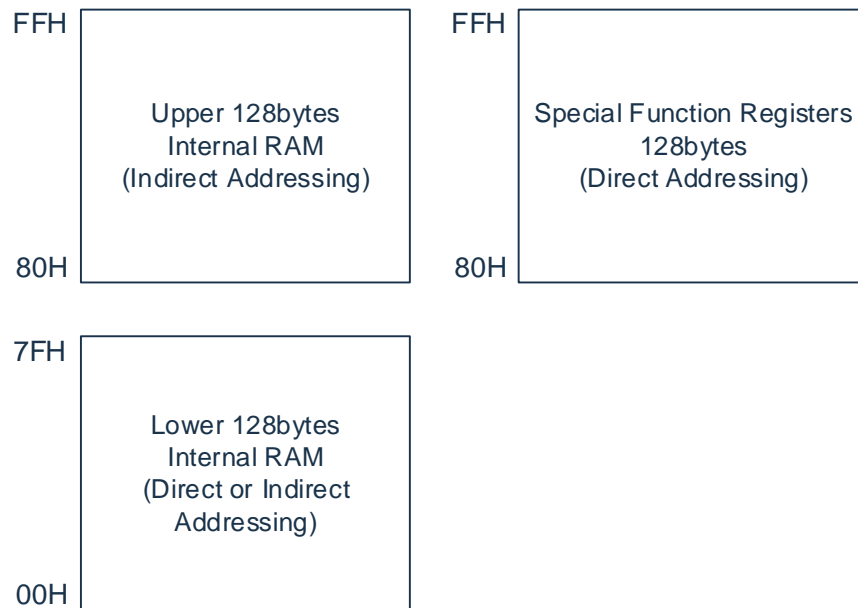 FFH
Upper 128bytes
Internal RAM
(Indirect Addressing)
80H
FFH
Special Function Registers
128bytes
(Direct Addressing)
80H
7FH
Lower 128bytes
Internal RAM
(Direct or Indirect
Addressing)
00H